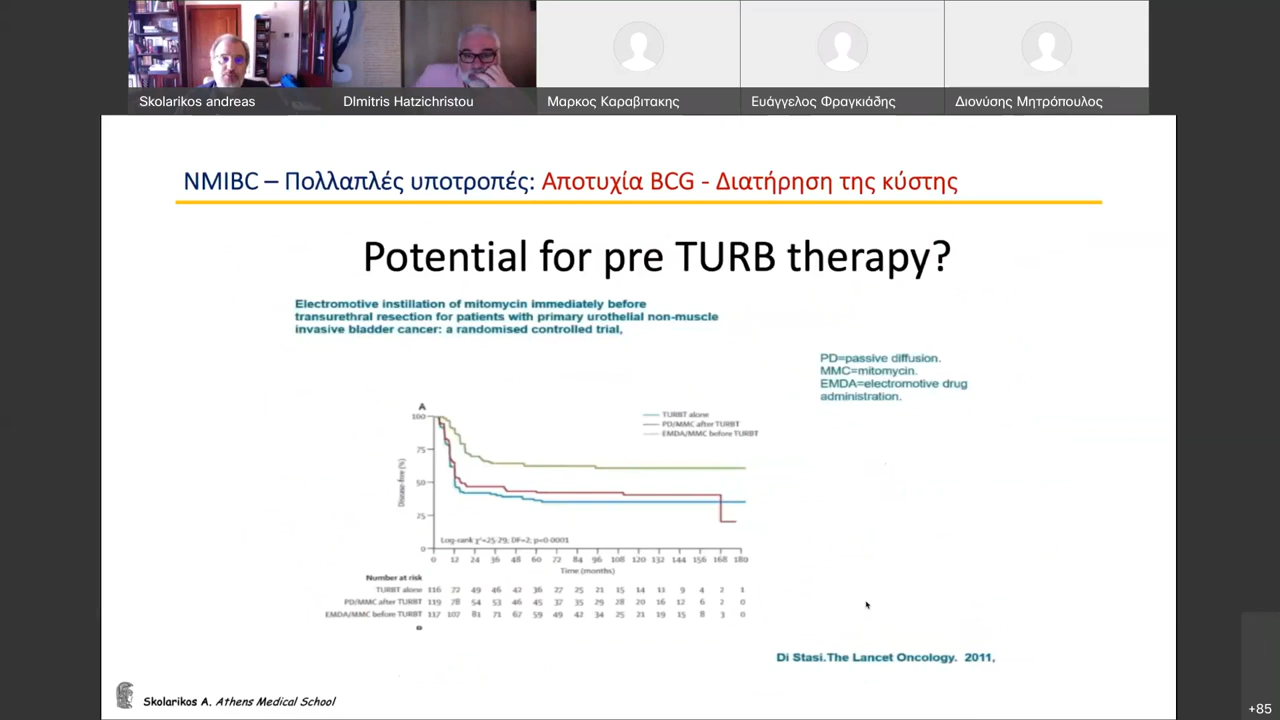 Skolarikos andreas
DImitris Hatzichristou
Μαρκος Καραβιτακης
Ευάγγελος Φραγκιάδης
Διονύσης Μητρόπουλος
NMIBC – Πολλαπλές υποτροπές: Αποτυχία BCG - Διατήρηση της κύστης
Potential for pre TURB therapy?
Electromotive instillation of mitomycin immediately before
transurethral resection for patients with primary urothelial non-muscle
invasive bladder cancer: a randomised controlled trial,
PD=passive diffusion.
MMC=mitomycin.
EMDA=electromotive drug
administration.
A
TURBT alone
PD/MMC after TURBT
EMDA/MMC before TURBT
100
75
50
25
0
Disease-free (%)
Log-rank χ²=25·29; DF=2; p<0·0001
0 12 24 36 48 60 72 84 96 108 120 132 144 156 168 180
Time (months)
Number at risk
TURBT alone 116 72 49 46 42 36 27 25 21 15 14 11 9 4 2 1
PD/MMC after TURBT 119 78 54 53 46 45 37 35 29 28 20 16 12 6 2 0
EMDA/MMC before TURBT 117 107 81 71 67 59 49 42 34 25 21 19 15 8 3 0
Di Stasi.The Lancet Oncology. 2011,
Skolarikos A. Athens Medical School
+85